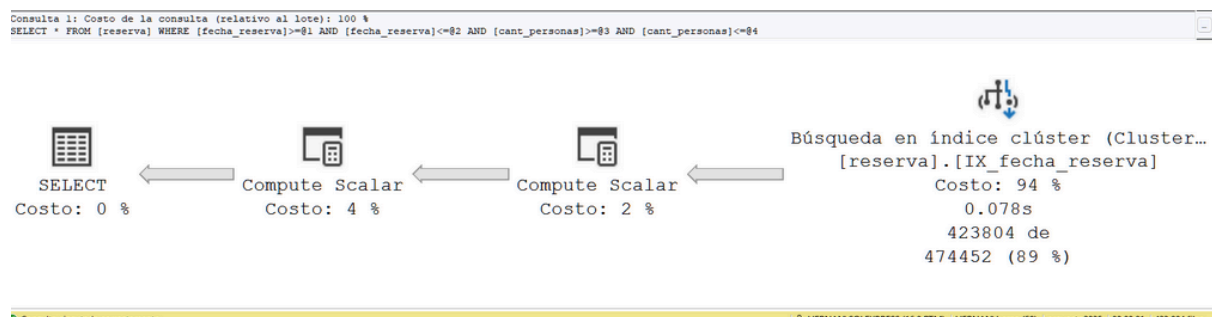 Consulta 1: Costo de la consulta (relativo al lote): 100 %
SELECT * FROM [reserva] WHERE [fecha_reserva]>=@1 AND [fecha_reserva]<=@2 AND [cant_personas]>=@3 AND [cant_personas]<=@4
SELECT
Costo: 0 %
Compute Scalar
Costo: 4 %
Compute Scalar
Costo: 2 %
Búsqueda en índice clúster (Cluster…
[reserva].[IX_fecha_reserva]
Costo: 94 %
0.078s
423804 de
474452 (89 %)